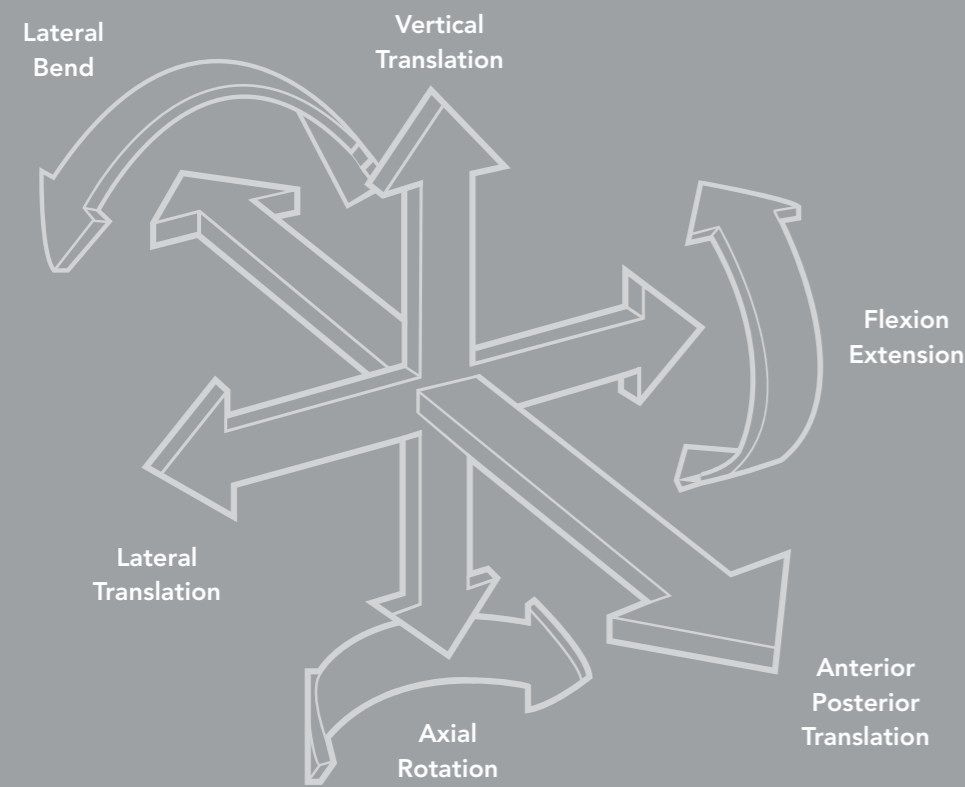 Lateral
Bend
Vertical
Translation
Flexion
Extension
Lateral
Translation
Anterior
Posterior
Translation
Axial
Rotation